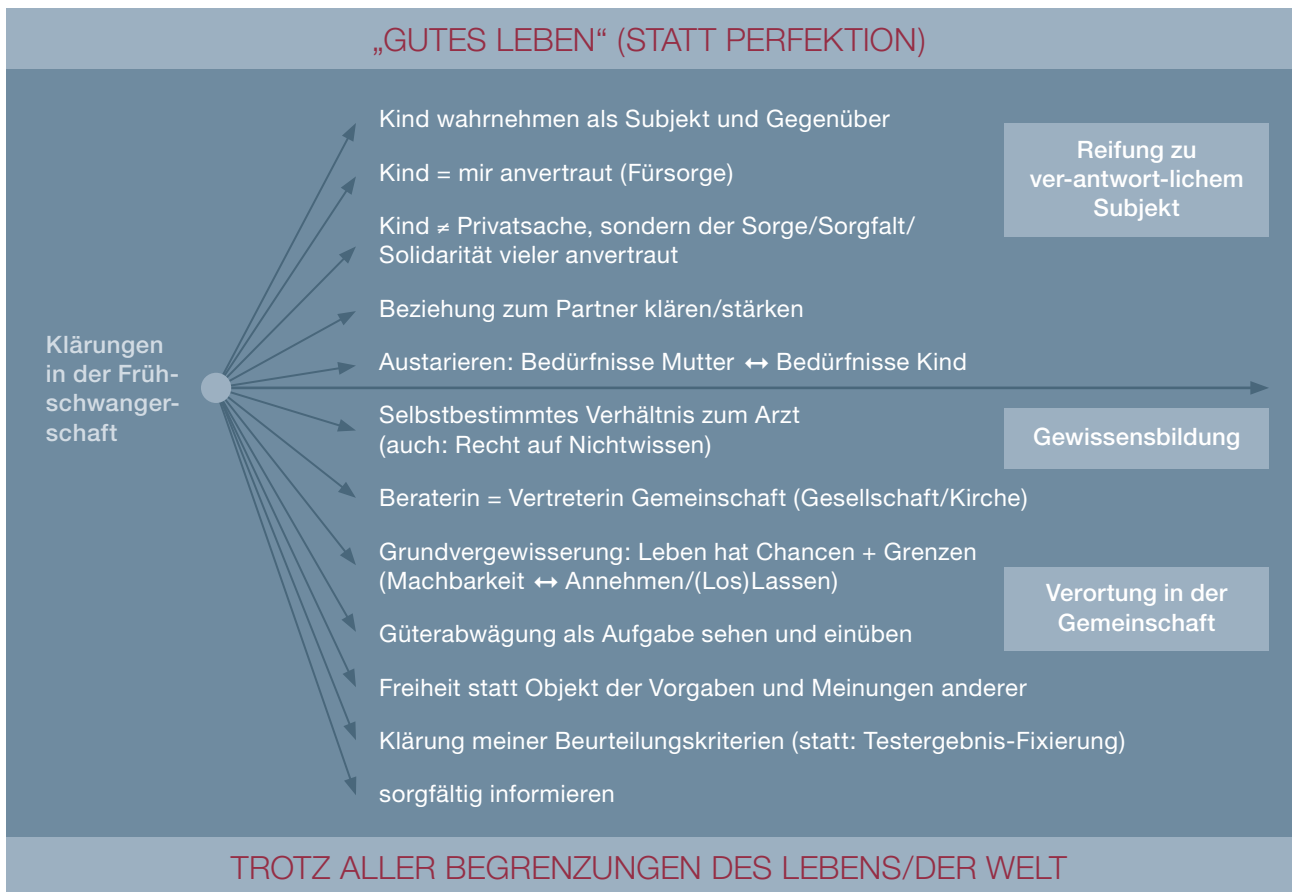 „GUTES LEBEN“ (STATT PERFEKTION)
Kind wahrnehmen als Subjekt und Gegenüber
Kind = mir anvertraut (Fürsorge)
Kind ≠ Privatsache, sondern der Sorge/Sorgfalt/
Solidarität vieler anvertraut
Beziehung zum Partner klären/stärken
Austarieren: Bedürfnisse Mutter ↔ Bedürfnisse Kind
Reifung zu
ver-antwort-lichem
Subjekt
Klärungen
in der Früh-
schwanger-
schaft
Selbstbestimmtes Verhältnis zum Arzt
(auch: Recht auf Nichtwissen)
Gewissensbildung
Beraterin = Vertreterin Gemeinschaft (Gesellschaft/Kirche)
Grundvergewisserung: Leben hat Chancen + Grenzen
(Machbarkeit ↔ Annehmen/(Los)Lassen)
Verortung in der
Gemeinschaft
Güterabwägung als Aufgabe sehen und einüben
Freiheit statt Objekt der Vorgaben und Meinungen anderer
Klärung meiner Beurteilungskriterien (statt: Testergebnis-Fixierung)
sorgfältig informieren
TROTZ ALLER BEGRENZUNGEN DES LEBENS/DER WELT